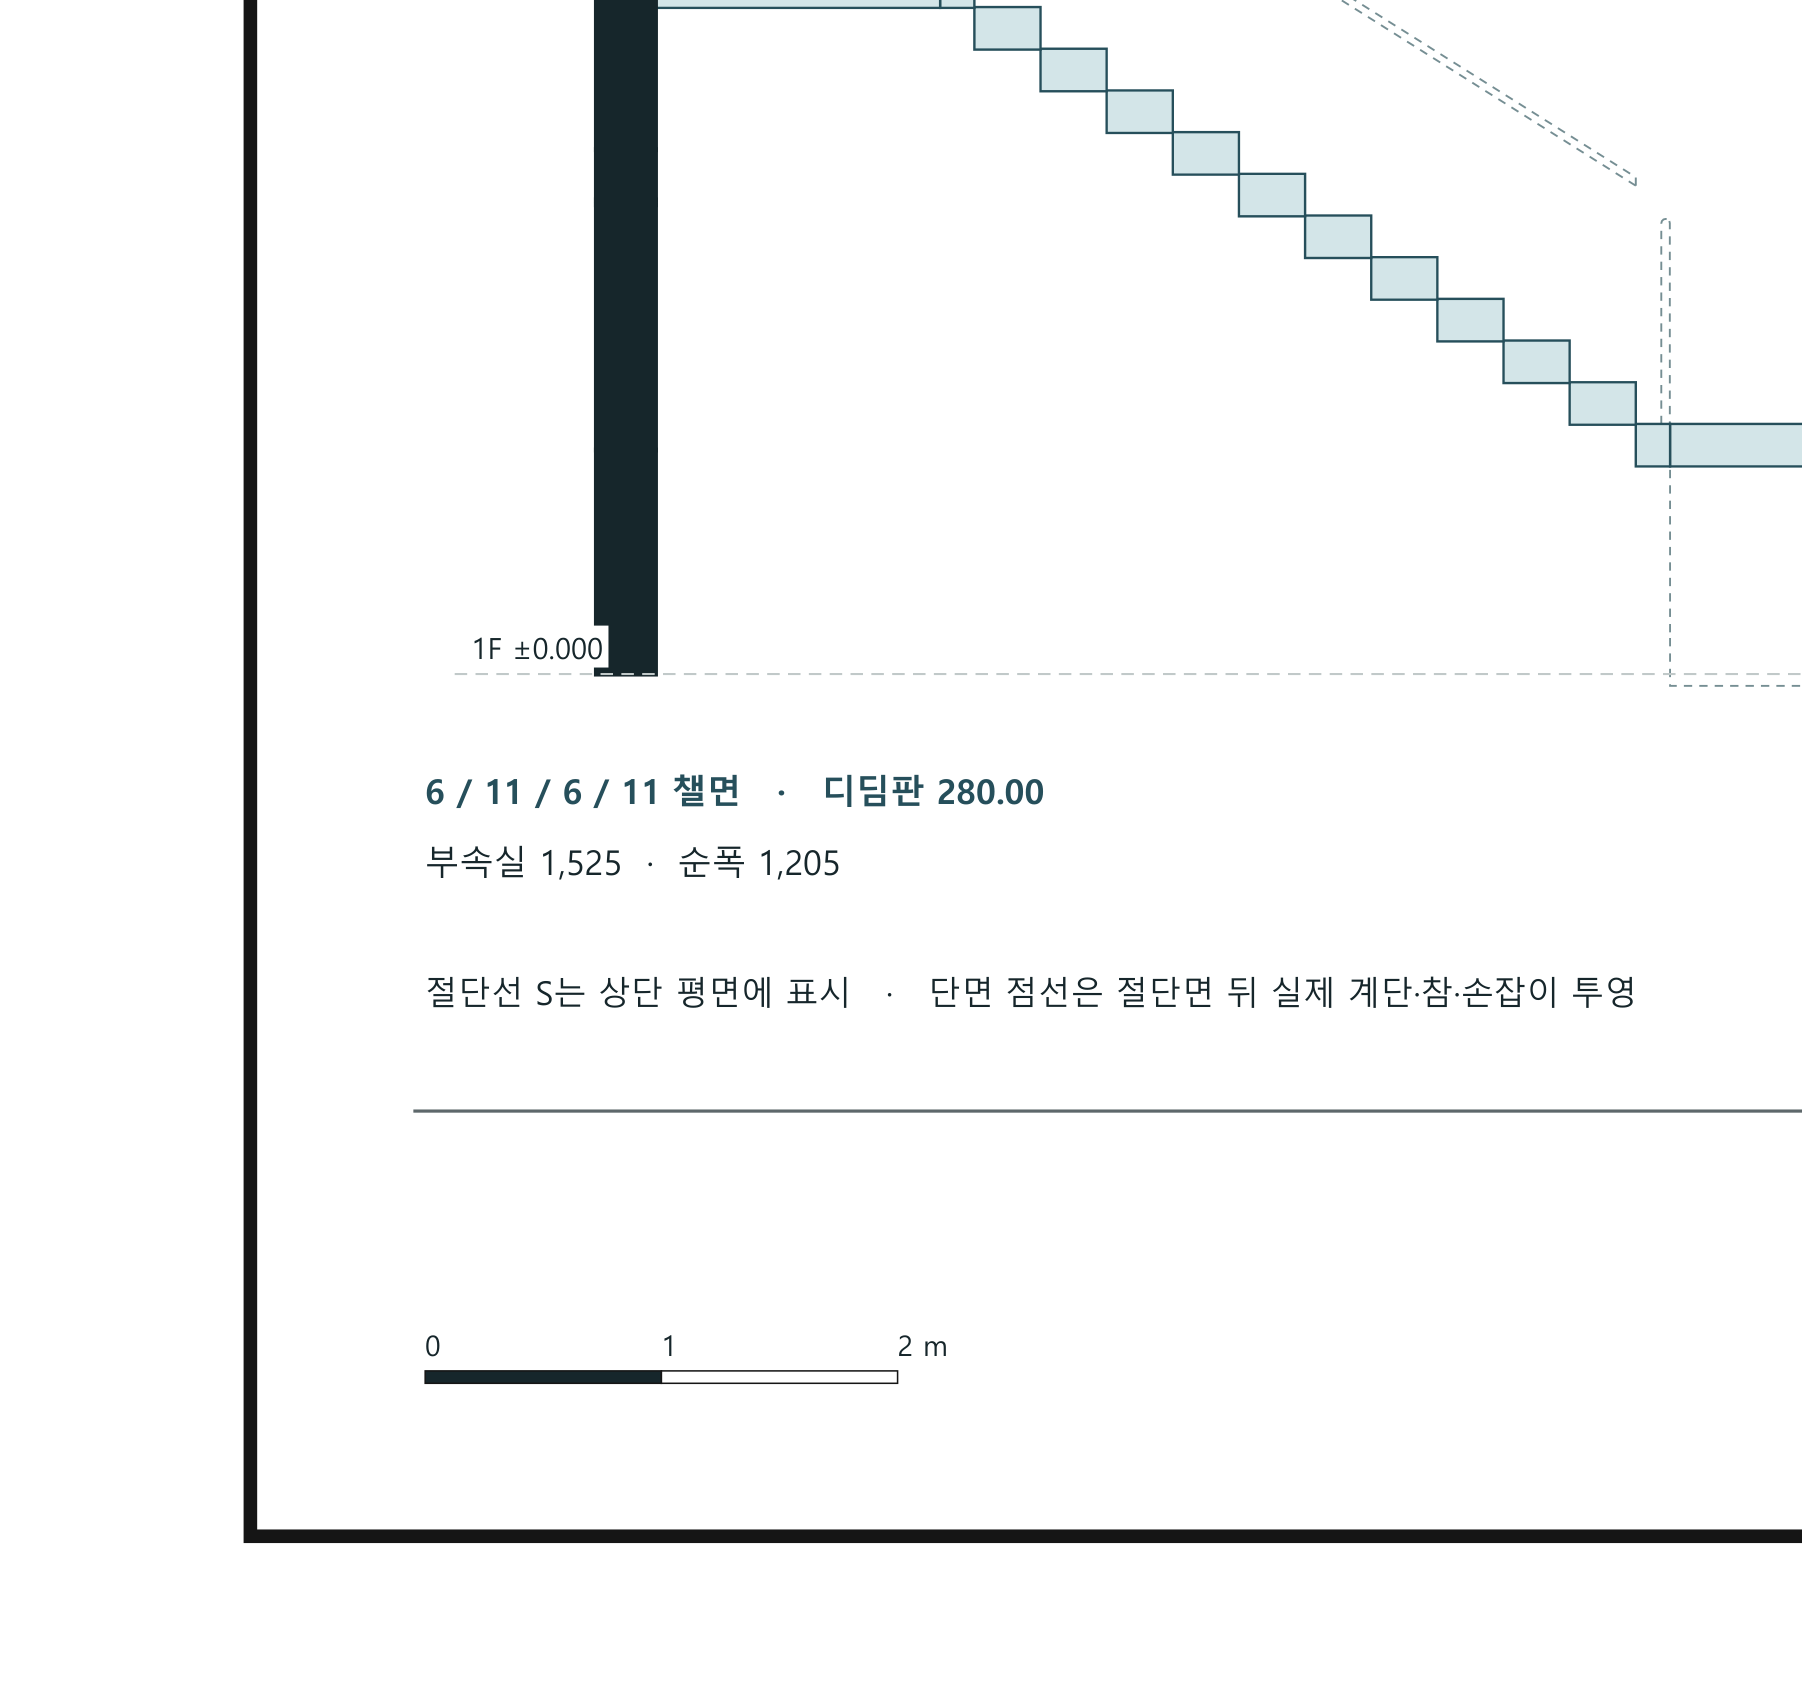 1F ±0.000
6 / 11 / 6 / 11 챌면 · 디딤판 280.00
부속실 1,525 · 순폭 1,205
절단선 S는 상단 평면에 표시 · 단면 점선은 절단면 뒤 실제 계단·참·손잡이 투영
0 1 2 m